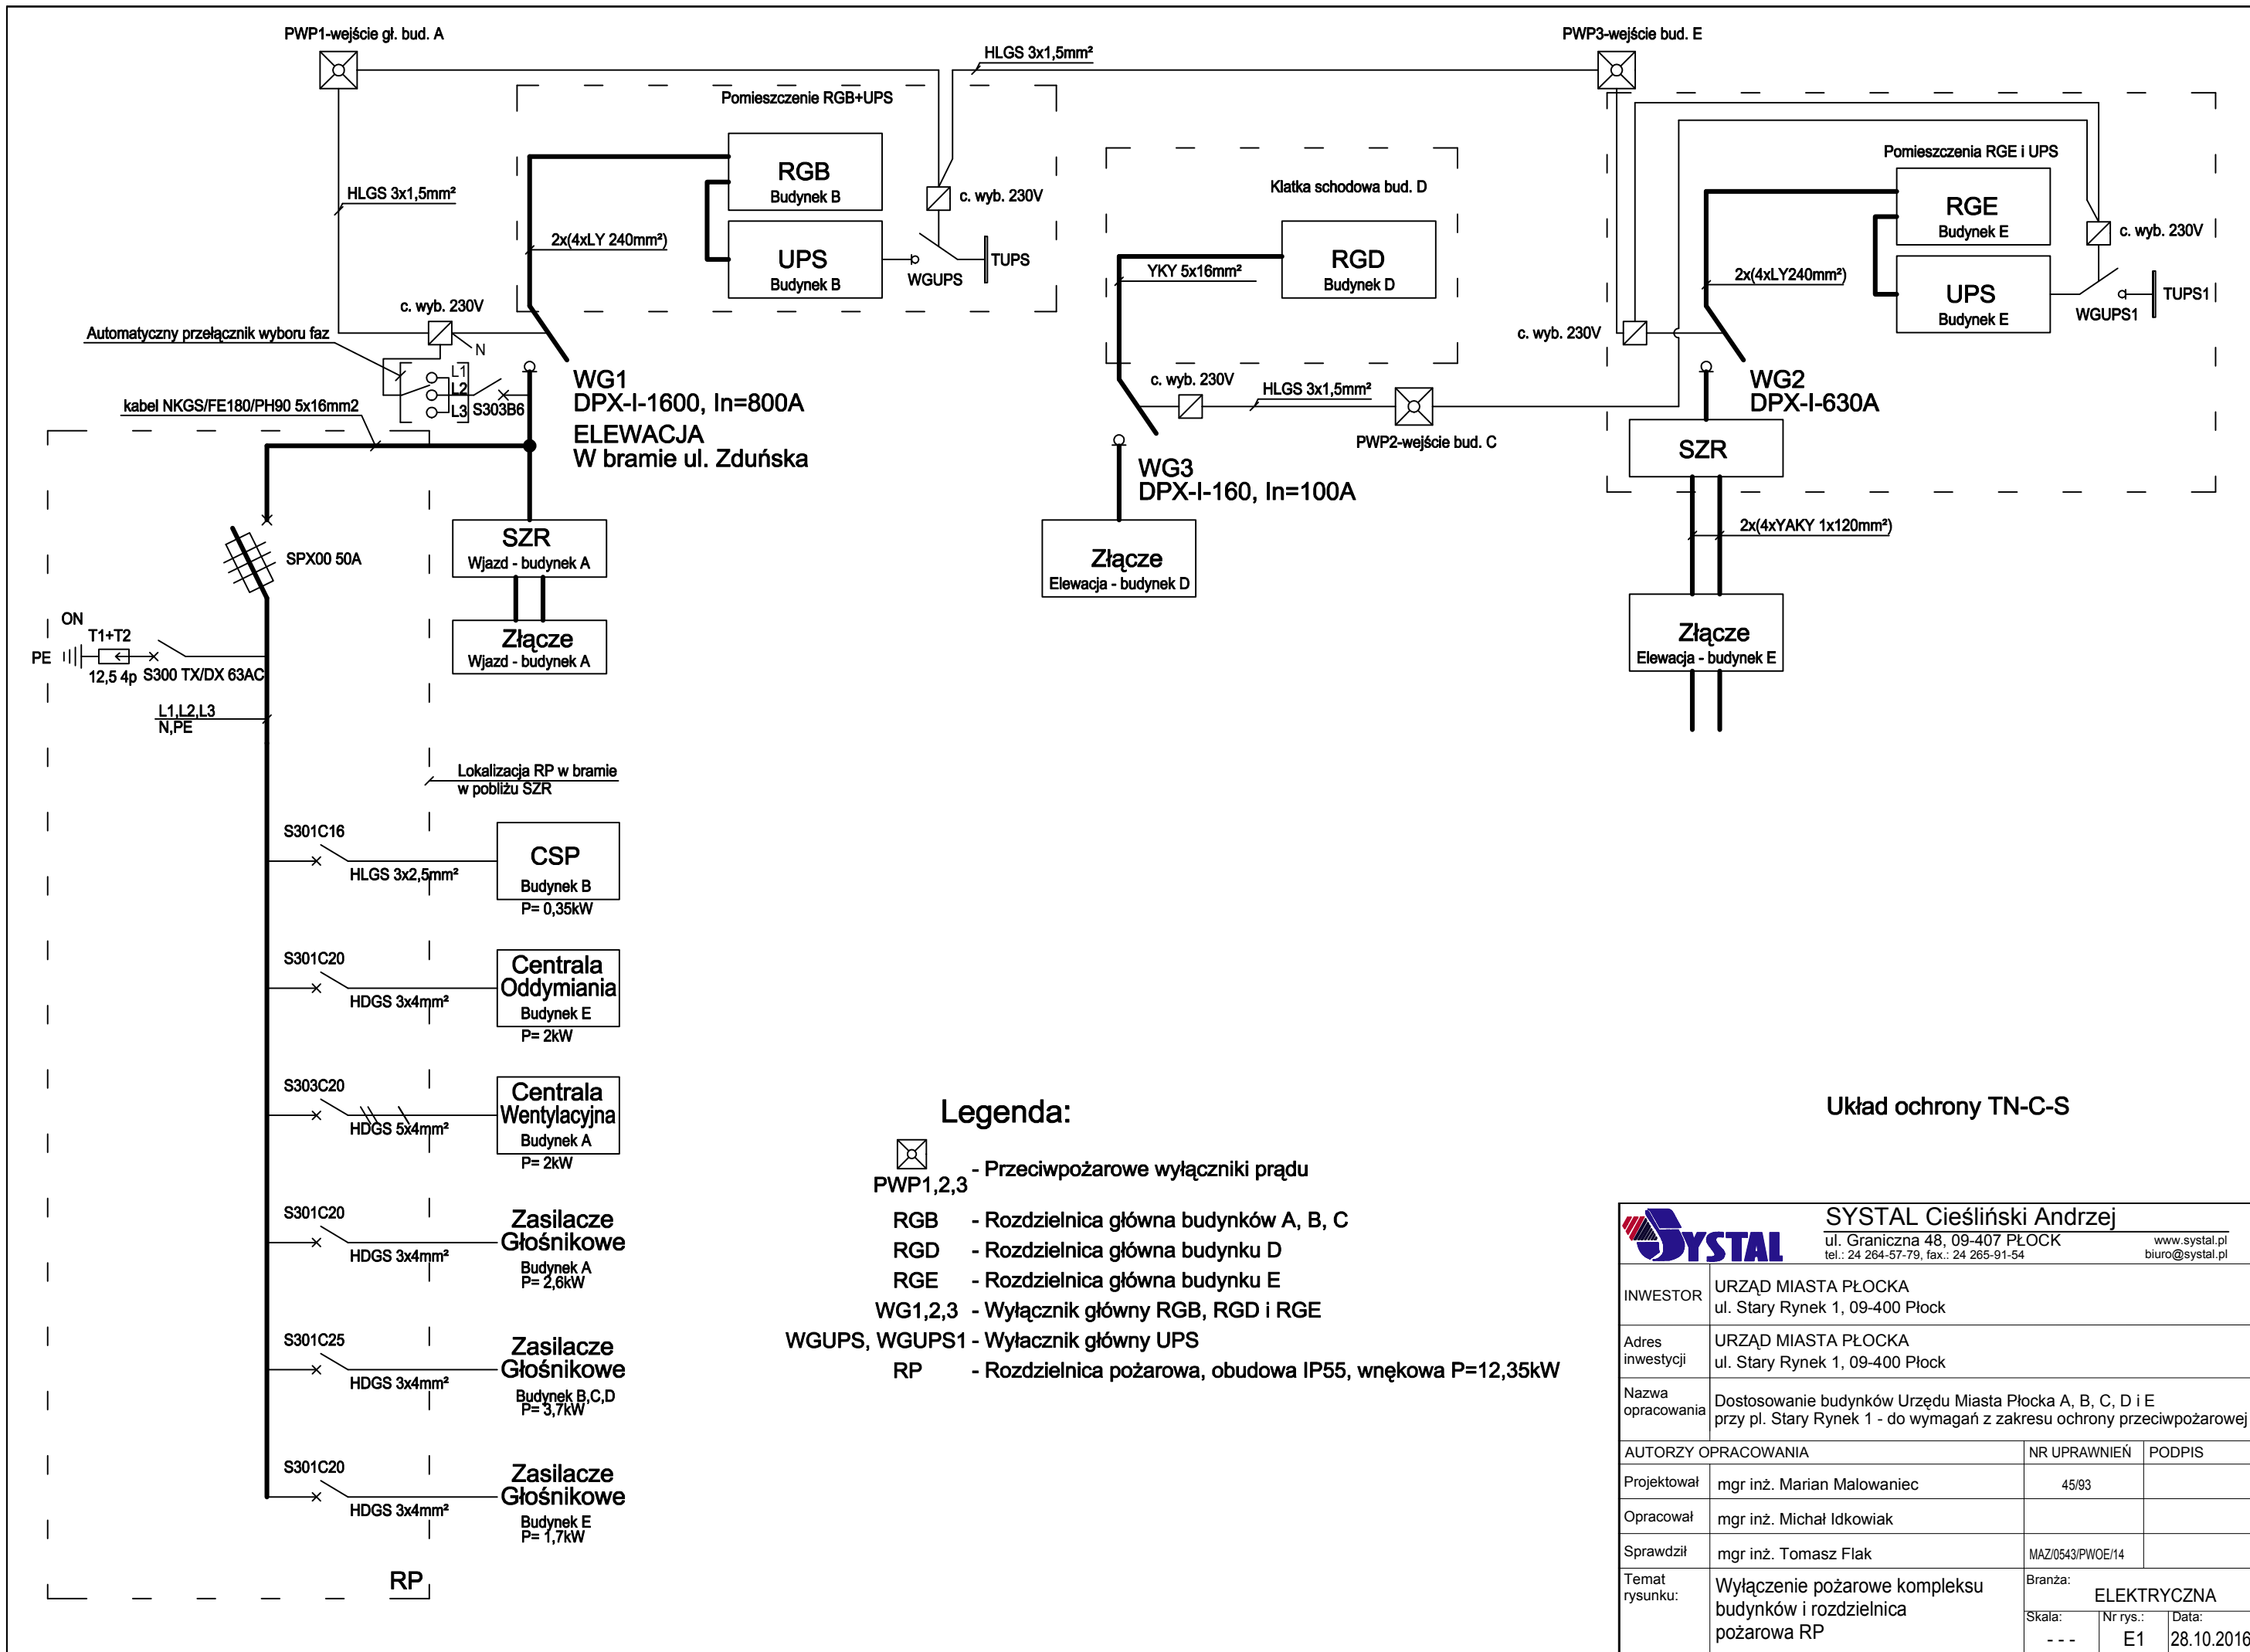 PWP1-wejście gł. bud. A
HLGS 3x1,5mm²
PWP3-wejście bud. E
Pomieszczenie RGB+UPS
RGB
Budynek B
UPS
Budynek B
c. wyb. 230V
WGUPS
TUPS
HLGS 3x1,5mm²
2x(4xLY 240mm²)
c. wyb. 230V
Automatyczny przełącznik wyboru faz
N
L1
L2
L3
S303B6
kabel NKGS/FE180/PH90 5x16mm2
WG1
DPX-I-1600, In=800A
ELEWACJA
W bramie ul. Zduńska
Klatka schodowa bud. D
RGD
Budynek D
YKY 5x16mm²
c. wyb. 230V
HLGS 3x1,5mm²
PWP2-wejście bud. C
WG3
DPX-I-160, In=100A
Złącze
Elewacja - budynek D
Pomieszczenia RGE i UPS
RGE
Budynek E
UPS
Budynek E
c. wyb. 230V
WGUPS1
TUPS1
2x(4xLY240mm²)
c. wyb. 230V
WG2
DPX-I-630A
SZR
2x(4xYAKY 1x120mm²)
Złącze
Elewacja - budynek E
SPX00 50A
SZR
Wjazd - budynek A
Złącze
Wjazd - budynek A
ON
T1+T2
PE
12,5 4p
S300 TX/DX 63AC
L1,L2,L3
N,PE
Lokalizacja RP w bramie
w pobliżu SZR
S301C16
HLGS 3x2,5mm²
CSP
Budynek B
P= 0,35kW
S301C20
HDGS 3x4mm²
Centrala
Oddymiania
Budynek E
P= 2kW
S303C20
HDGS 5x4mm²
Centrala
Wentylacyjna
Budynek A
P= 2kW
S301C20
HDGS 3x4mm²
Zasilacze
Głośnikowe
Budynek A
P= 2,6kW
S301C25
HDGS 3x4mm²
Zasilacze
Głośnikowe
Budynek B,C,D
P= 3,7kW
S301C20
HDGS 3x4mm²
Zasilacze
Głośnikowe
Budynek E
P= 1,7kW
RP
Legenda:
PWP1,2,3 - Przeciwpożarowe wyłączniki prądu
RGB - Rozdzielnica główna budynków A, B, C
RGD - Rozdzielnica główna budynku D
RGE - Rozdzielnica główna budynku E
WG1,2,3 - Wyłącznik główny RGB, RGD i RGE
WGUPS, WGUPS1 - Wyłacznik główny UPS
RP - Rozdzielnica pożarowa, obudowa IP55, wnękowa P=12,35kW
Układ ochrony TN-C-S
SYSTAL
SYSTAL Cieśliński Andrzej
ul. Graniczna 48, 09-407 PŁOCK
tel.: 24 264-57-79, fax.: 24 265-91-54
www.systal.pl
biuro@systal.pl
INWESTOR
URZĄD MIASTA PŁOCKA
ul. Stary Rynek 1, 09-400 Płock
Adres
inwestycji
URZĄD MIASTA PŁOCKA
ul. Stary Rynek 1, 09-400 Płock
Nazwa
opracowania
Dostosowanie budynków Urzędu Miasta Płocka A, B, C, D i E
przy pl. Stary Rynek 1 - do wymagań z zakresu ochrony przeciwpożarowej
AUTORZY OPRACOWANIA
NR UPRAWNIEŃ
PODPIS
Projektował
mgr inż. Marian Malowaniec
45/93
Opracował
mgr inż. Michał Idkowiak
Sprawdził
mgr inż. Tomasz Flak
MAZ/0543/PWOE/14
Temat
rysunku:
Wyłączenie pożarowe kompleksu
budynków i rozdzielnica
pożarowa RP
Branża:
ELEKTRYCZNA
Skala:
- - -
Nr rys.:
E1
Data:
28.10.2016